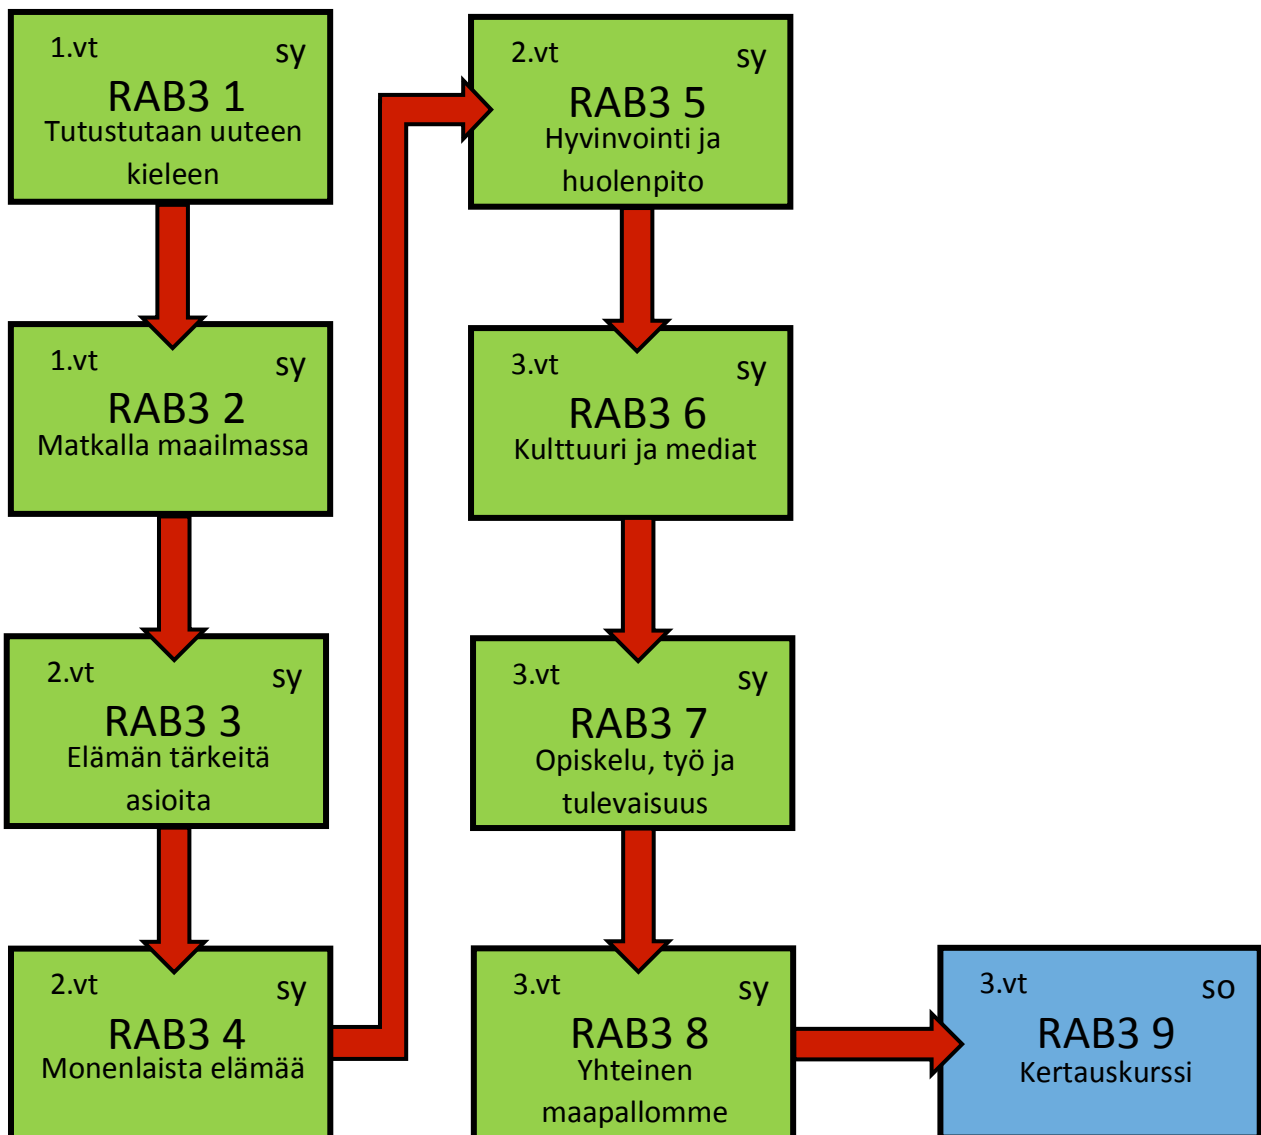 1.vt sy
RAB3 1
Tutustutaan uuteen
kieleen
1.vt sy
RAB3 2
Matkalla maailmassa
2.vt sy
RAB3 3
Elämän tärkeitä
asioita
2.vt sy
RAB3 4
Monenlaista elämää
2.vt sy
RAB3 5
Hyvinvointi ja
huolenpito
3.vt sy
RAB3 6
Kulttuuri ja mediat
3.vt sy
RAB3 7
Opiskelu, työ ja
tulevaisuus
3.vt sy
RAB3 8
Yhteinen
maapallomme
3.vt so
RAB3 9
Kertauskurssi